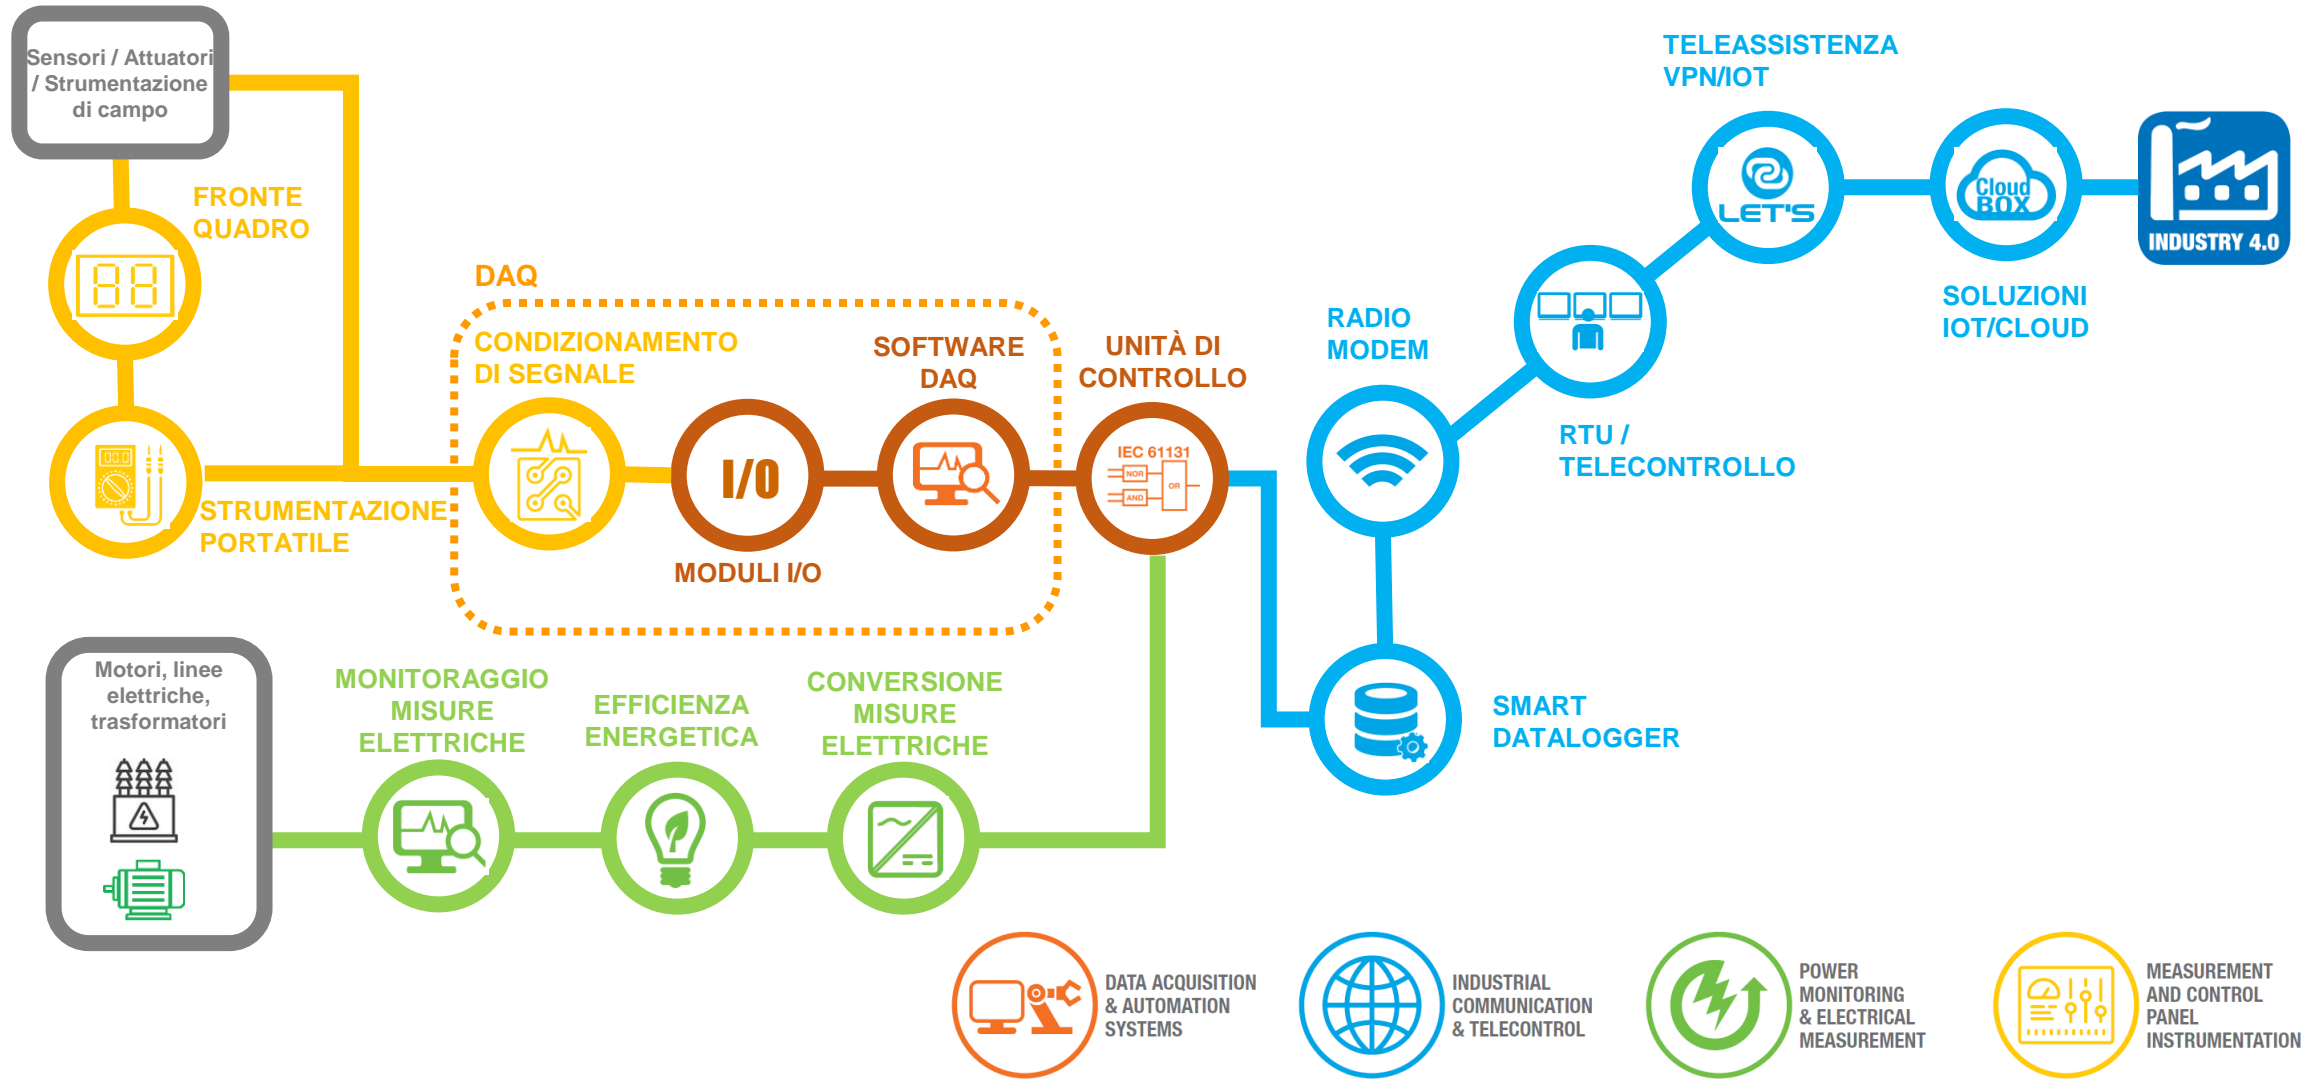 Sensori / Attuatori
/ Strumentazione
di campo
FRONTE
QUADRO
STRUMENTAZIONE
PORTATILE
00.0
DAQ
CONDIZIONAMENTO
DI SEGNALE
I/O
MODULI I/O
SOFTWARE
DAQ
UNITÀ DI
CONTROLLO
IEC 61131
NOR
OR
AND
RADIO
MODEM
RTU /
TELECONTROLLO
TELEASSISTENZA
VPN/IOT
LET'S
Cloud
BOX
SOLUZIONI
IOT/CLOUD
INDUSTRY 4.0
SMART
DATALOGGER
Motori, linee
elettriche,
trasformatori
MONITORAGGIO
MISURE
ELETTRICHE
EFFICIENZA
ENERGETICA
CONVERSIONE
MISURE
ELETTRICHE
DATA ACQUISITION
& AUTOMATION
SYSTEMS
INDUSTRIAL
COMMUNICATION
& TELECONTROL
POWER
MONITORING
& ELECTRICAL
MEASUREMENT
MEASUREMENT
AND CONTROL
PANEL
INSTRUMENTATION